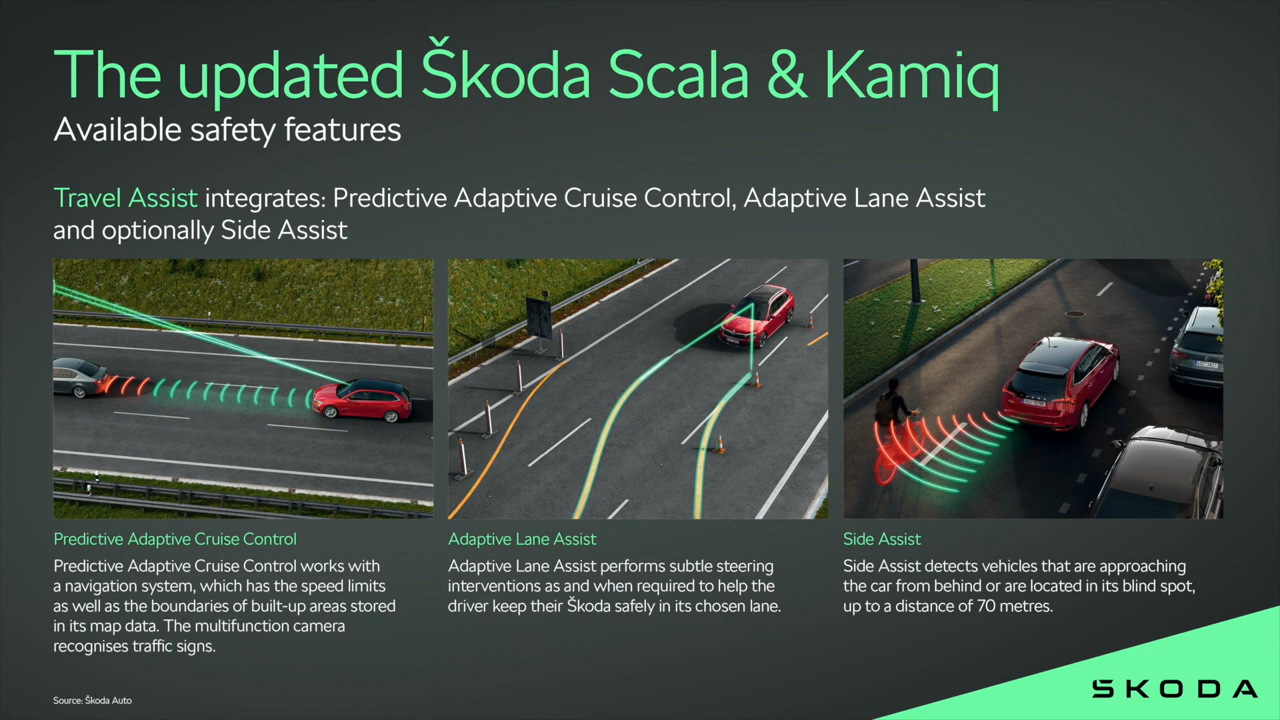 The updated Škoda Scala & Kamiq
Available safety features
Travel Assist integrates: Predictive Adaptive Cruise Control, Adaptive Lane Assist
and optionally Side Assist
Predictive Adaptive Cruise Control
Predictive Adaptive Cruise Control works with
a navigation system, which has the speed limits
as well as the boundaries of built-up areas stored
in its map data. The multifunction camera
recognises traffic signs.
Adaptive Lane Assist
Adaptive Lane Assist performs subtle steering
interventions as and when required to help the
driver keep their Škoda safely in its chosen lane.
Side Assist
Side Assist detects vehicles that are approaching
the car from behind or are located in its blind spot,
up to a distance of 70 metres.
Source: Škoda Auto
ŠKODA